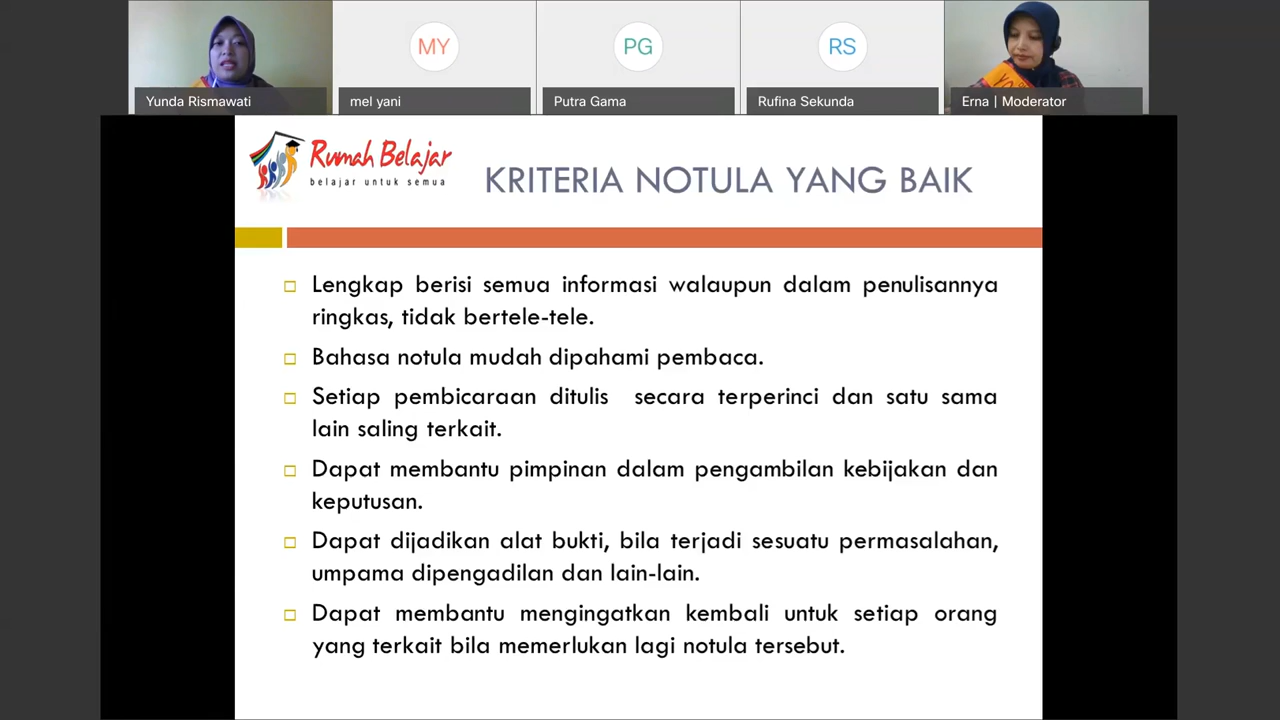 MY
PG
RS
Yunda Rismawati
mel yani
Putra Gama
Rufina Sekunda
Erna | Moderator
Rumah Belajar
belajar untuk semua
KRITERIA NOTULA YANG BAIK
Lengkap berisi semua informasi walaupun dalam penulisannya
ringkas, tidak bertele-tele.
Bahasa notula mudah dipahami pembaca.
Setiap pembicaraan ditulis secara terperinci dan satu sama
lain saling terkait.
Dapat membantu pimpinan dalam pengambilan kebijakan dan
keputusan.
Dapat dijadikan alat bukti, bila terjadi sesuatu permasalahan,
umpama dipengadilan dan lain-lain.
Dapat membantu mengingatkan kembali untuk setiap orang
yang terkait bila memerlukan lagi notula tersebut.